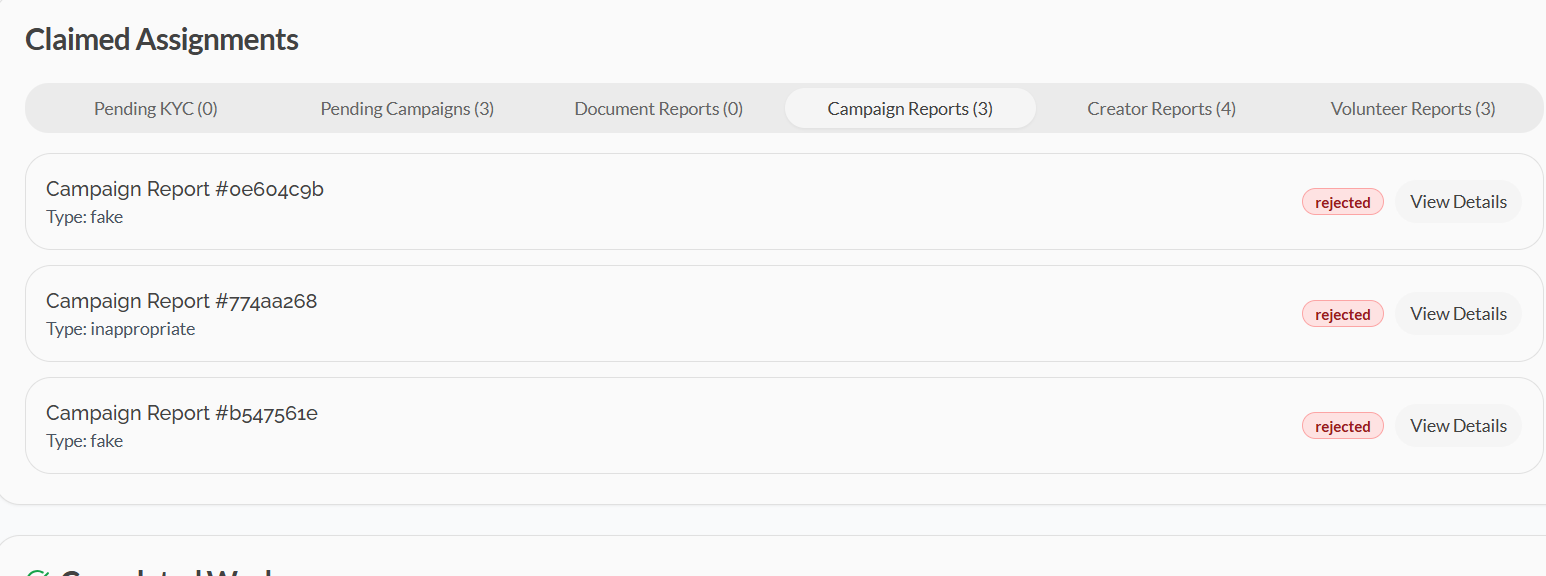 Claimed Assignments
Pending KYC (0) Pending Campaigns (3) Document Reports (0) Campaign Reports (3) Creator Reports (4) Volunteer Reports (3)
Campaign Report #0e604c9b
Type: fake
rejected View Details
Campaign Report #774aa268
Type: inappropriate
rejected View Details
Campaign Report #b547561e
Type: fake
rejected View Details